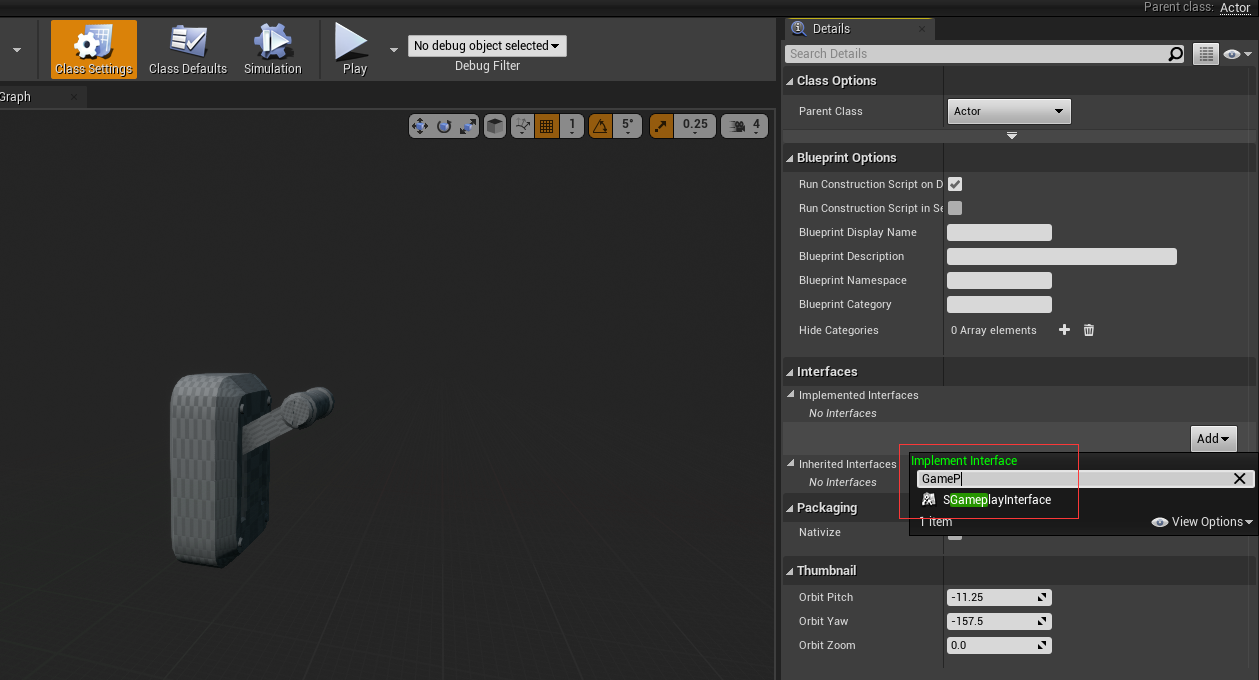 Parent class: Actor
Class Settings
Class Defaults
Simulation
Play
No debug object selected
Debug Filter
Details
Search Details
Graph
1
5°
0.25
4
Class Options
Parent Class
Actor
Blueprint Options
Run Construction Script on D
Run Construction Script in Se
Blueprint Display Name
Blueprint Description
Blueprint Namespace
Blueprint Category
Hide Categories
0 Array elements
Interfaces
Implemented Interfaces
No Interfaces
Add
Inherited Interfaces
No Interfaces
Implement Interface
GameP
SGameplayInterface
1 item
View Options
Packaging
Nativize
Thumbnail
Orbit Pitch
-11.25
Orbit Yaw
-157.5
Orbit Zoom
0.0